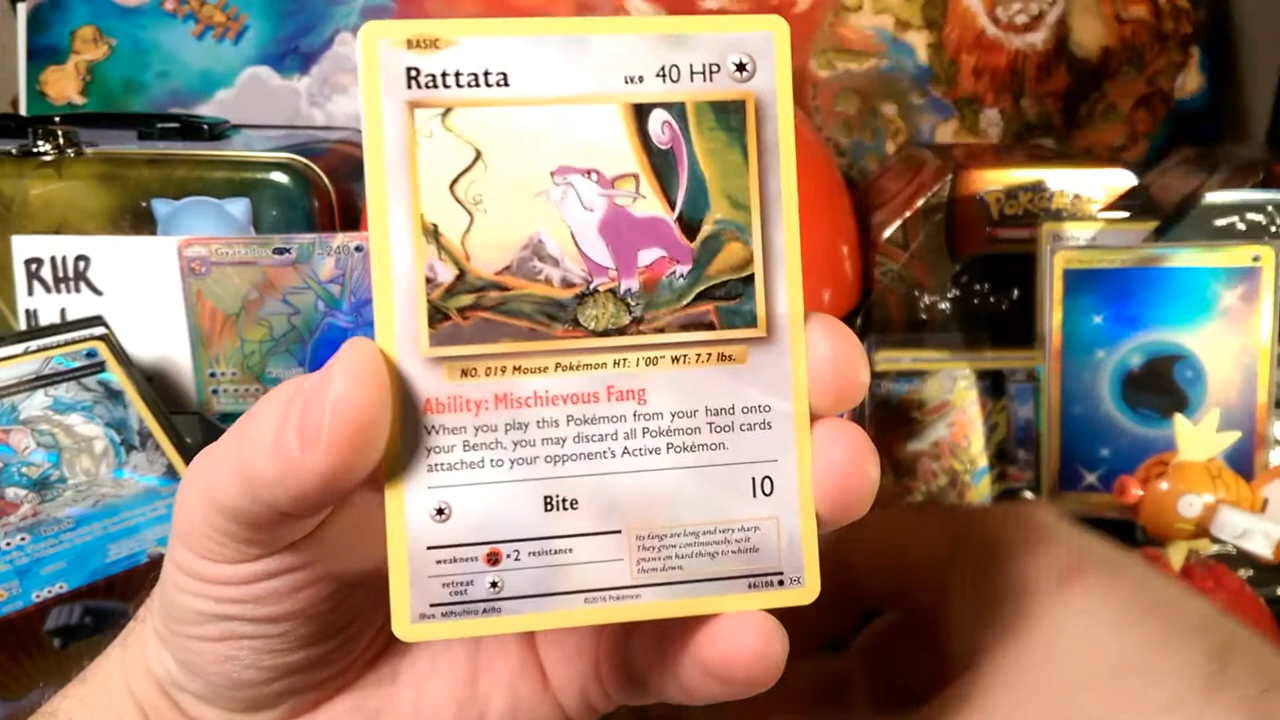 BASIC
Rattata
LV.9 40 HP
NO. 019 Mouse Pokémon HT: 1'00" WT: 7.7 lbs.
Ability: Mischievous Fang
When you play this Pokémon from your hand onto
your Bench, you may discard all Pokémon Tool cards
attached to your opponent's Active Pokémon.
Bite 10
weakness ×2 resistance
retreat
cost
Its fangs are long and very sharp.
They grow continuously, so it
gnaws on hard things to whittle
them down.
Illus. Mitsuhiro Arita
©2016 Pokémon
66/108
RHR
Gyarados GX 240
Thrash
POKéMON